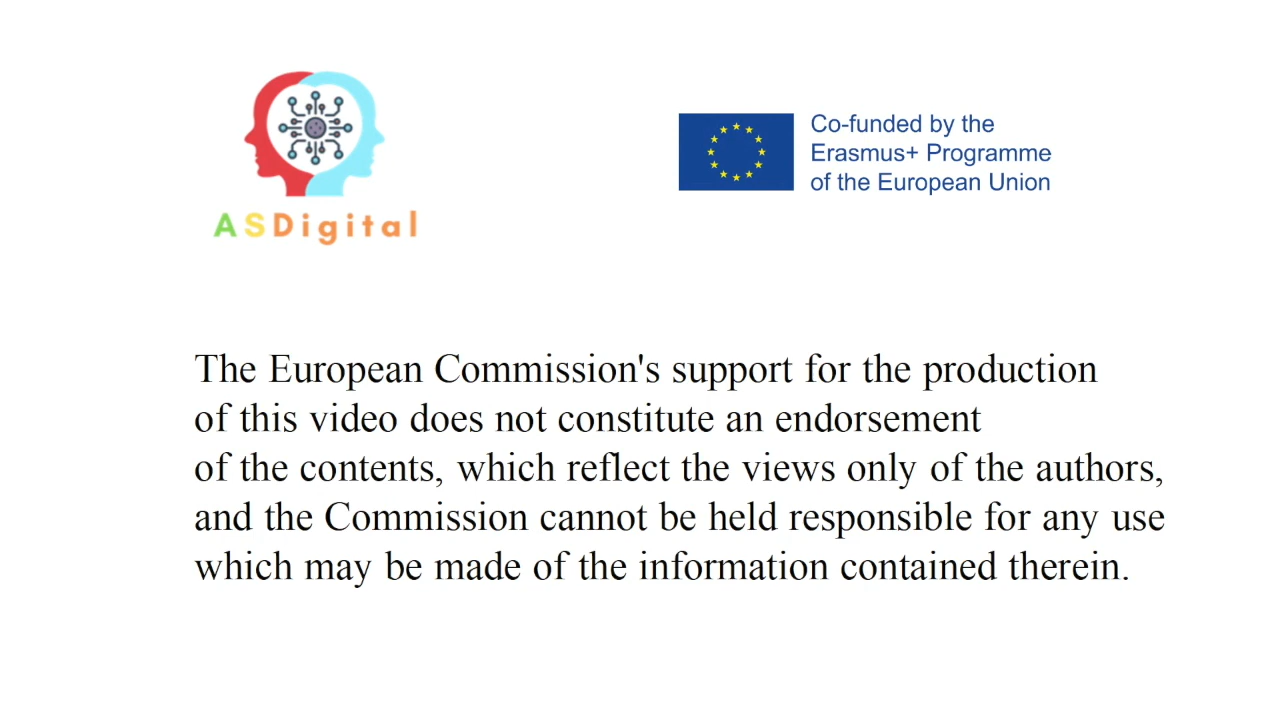 ASDigital
Co-funded by the
Erasmus+ Programme
of the European Union
The European Commission's support for the production
of this video does not constitute an endorsement
of the contents, which reflect the views only of the authors,
and the Commission cannot be held responsible for any use
which may be made of the information contained therein.